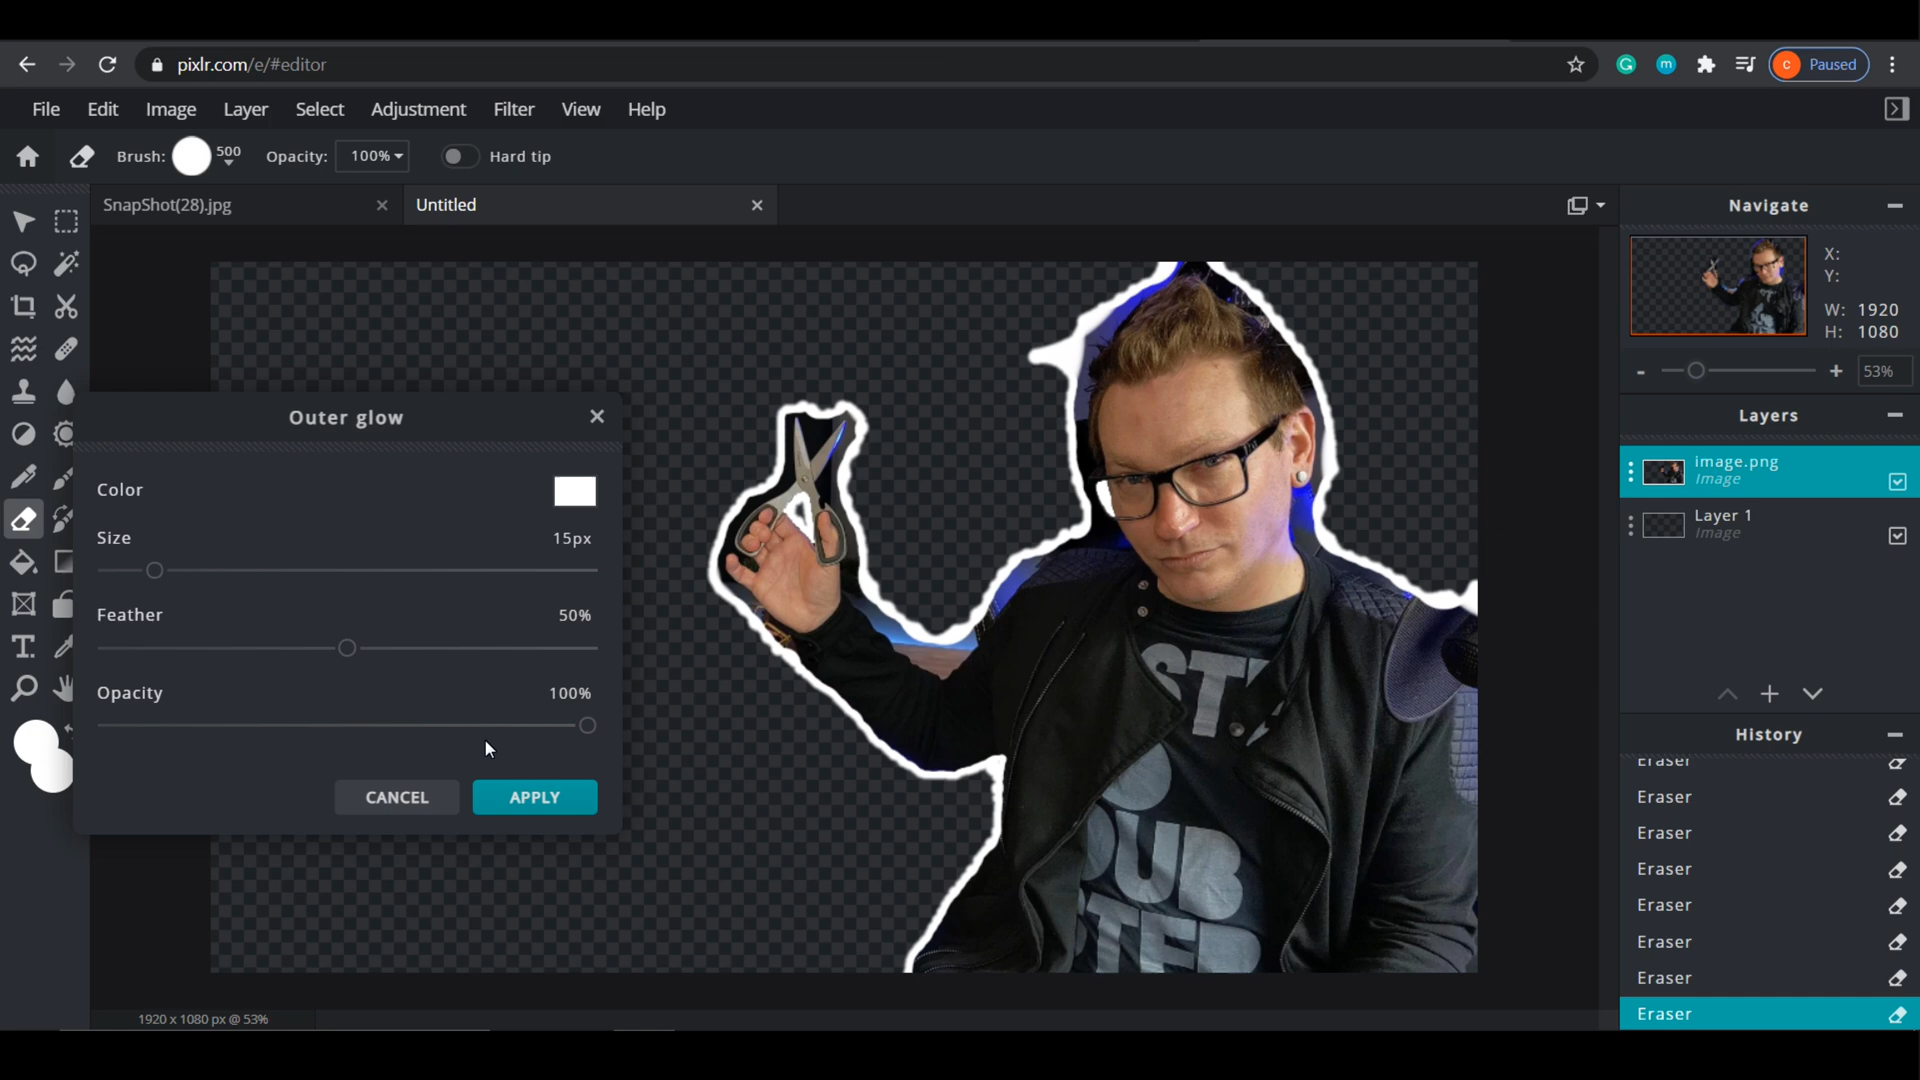 pixlr.com/e/#editor
c Paused
File Edit Image Layer Select Adjustment Filter View Help
Brush: 500 Opacity: 100% Hard tip
SnapShot(28).jpg
Untitled
Navigate
X:
Y:
W: 1920
H: 1080
- + 53%
Layers
image.png
Image
Layer 1
Image
History
Eraser
Eraser
Eraser
Eraser
Eraser
Eraser
Eraser
Eraser
Outer glow
Color
Size 15px
Feather 50%
Opacity 100%
CANCEL APPLY
1920 x 1080 px @ 53%